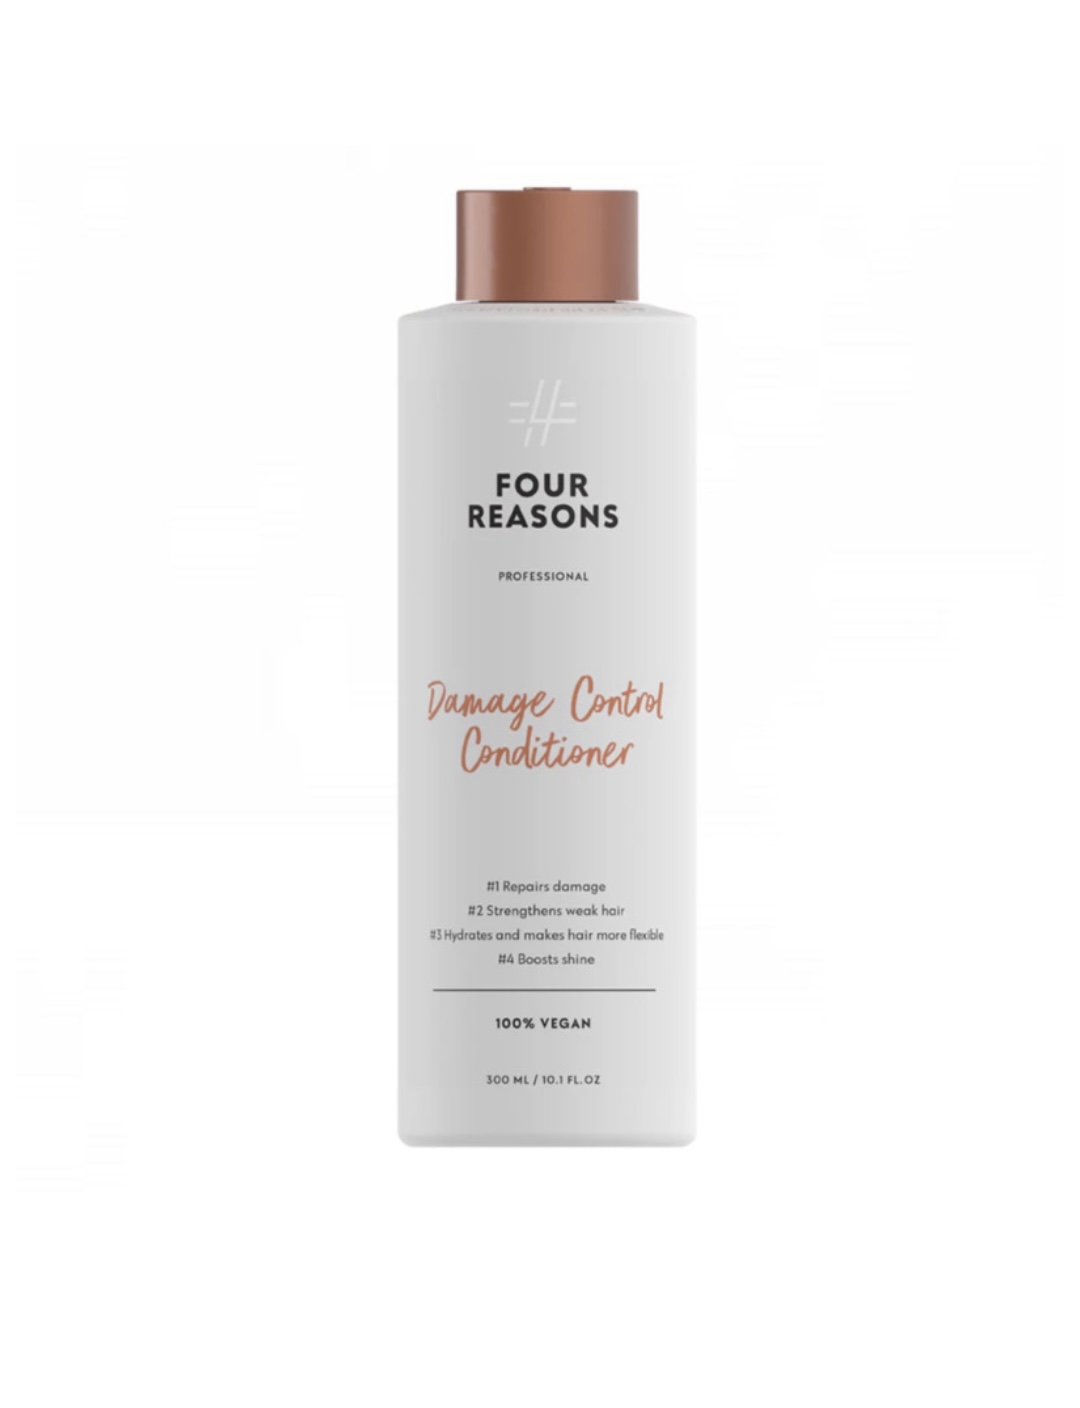 FOUR
REASONS
PROFESSIONAL
Damage Control
Conditioner
#1 Repairs damage
#2 Strengthens weak hair
#3 Hydrates and makes hair more flexible
#4 Boosts shine
100% VEGAN
300 ML / 10.1 FL.OZ